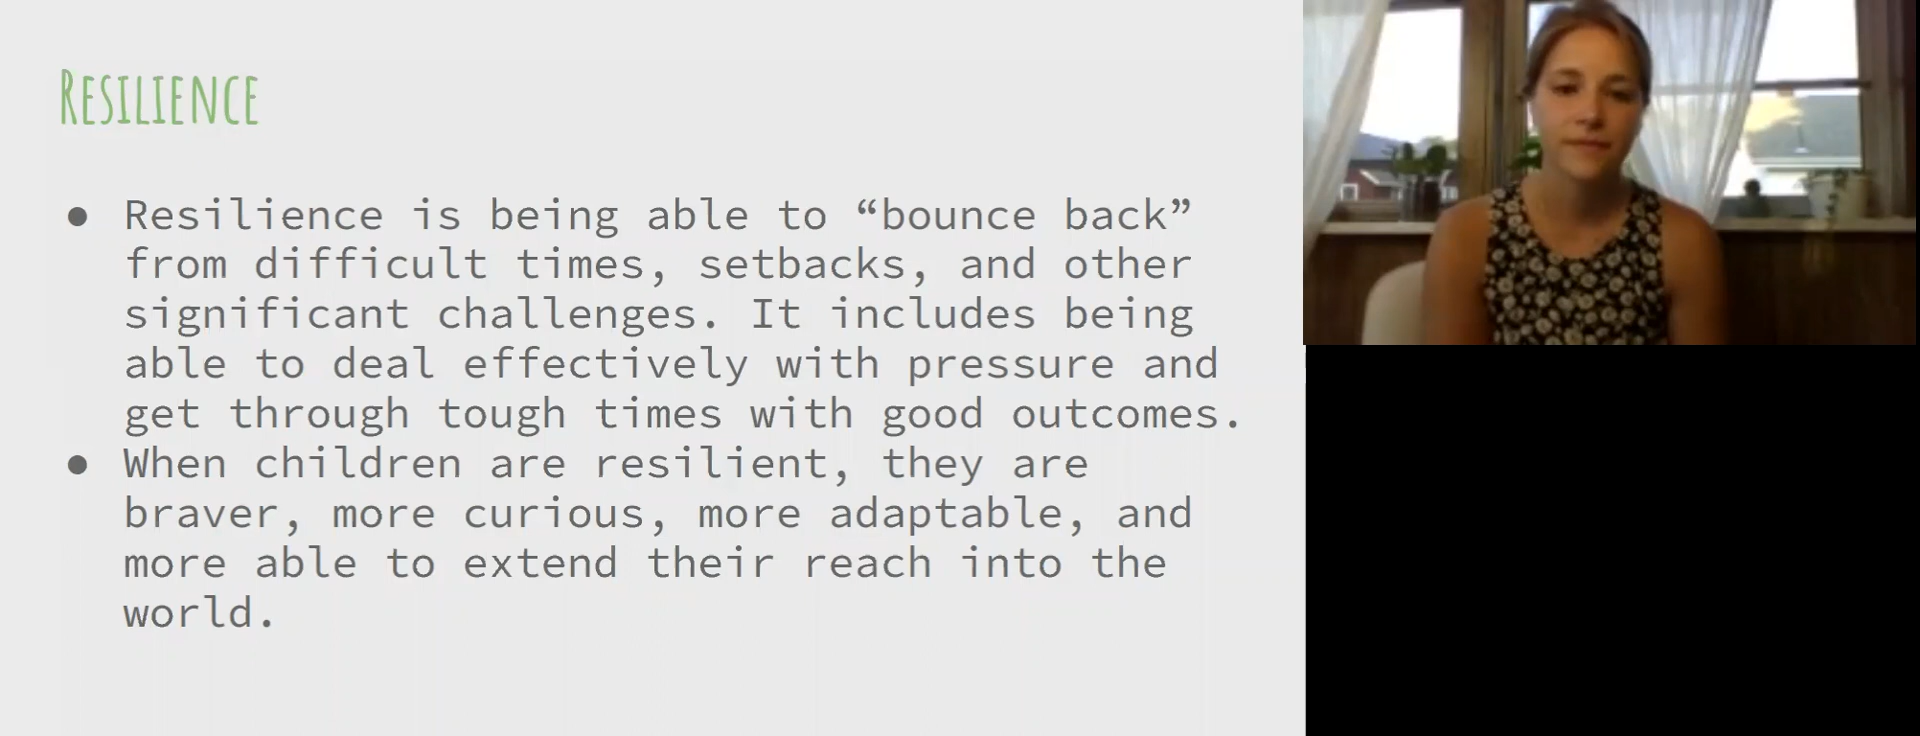 RESILIENCE
● Resilience is being able to “bounce back”
from difficult times, setbacks, and other
significant challenges. It includes being
able to deal effectively with pressure and
get through tough times with good outcomes.
● When children are resilient, they are
braver, more curious, more adaptable, and
more able to extend their reach into the
world.